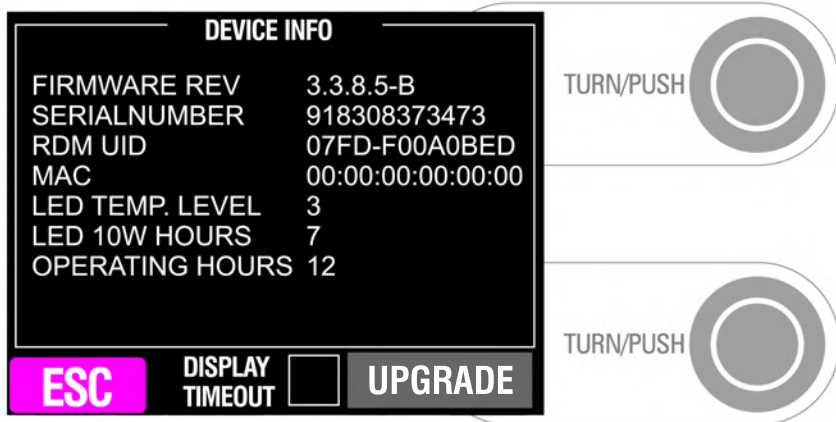 DEVICE INFO
FIRMWARE REV 3.3.8.5-B
SERIALNUMBER 918308373473
RDM UID 07FD-F00A0BED
MAC 00:00:00:00:00:00
LED TEMP. LEVEL 3
LED 10W HOURS 7
OPERATING HOURS 12
ESC
DISPLAY
TIMEOUT
UPGRADE
TURN/PUSH
TURN/PUSH